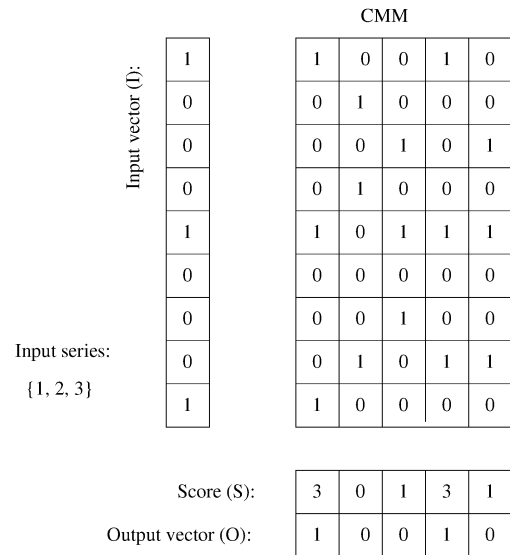 CMM
Input vector (I):
1 1 0 0 1 0
0 0 1 0 0 0
0 0 0 1 0 1
0 0 1 0 0 0
1 1 0 1 1 1
0 0 0 0 0 0
0 0 0 1 0 0
Input series:
0 0 1 0 1 1
{1, 2, 3}
1 1 0 0 0 0
Score (S): 3 0 1 3 1
Output vector (O): 1 0 0 1 0